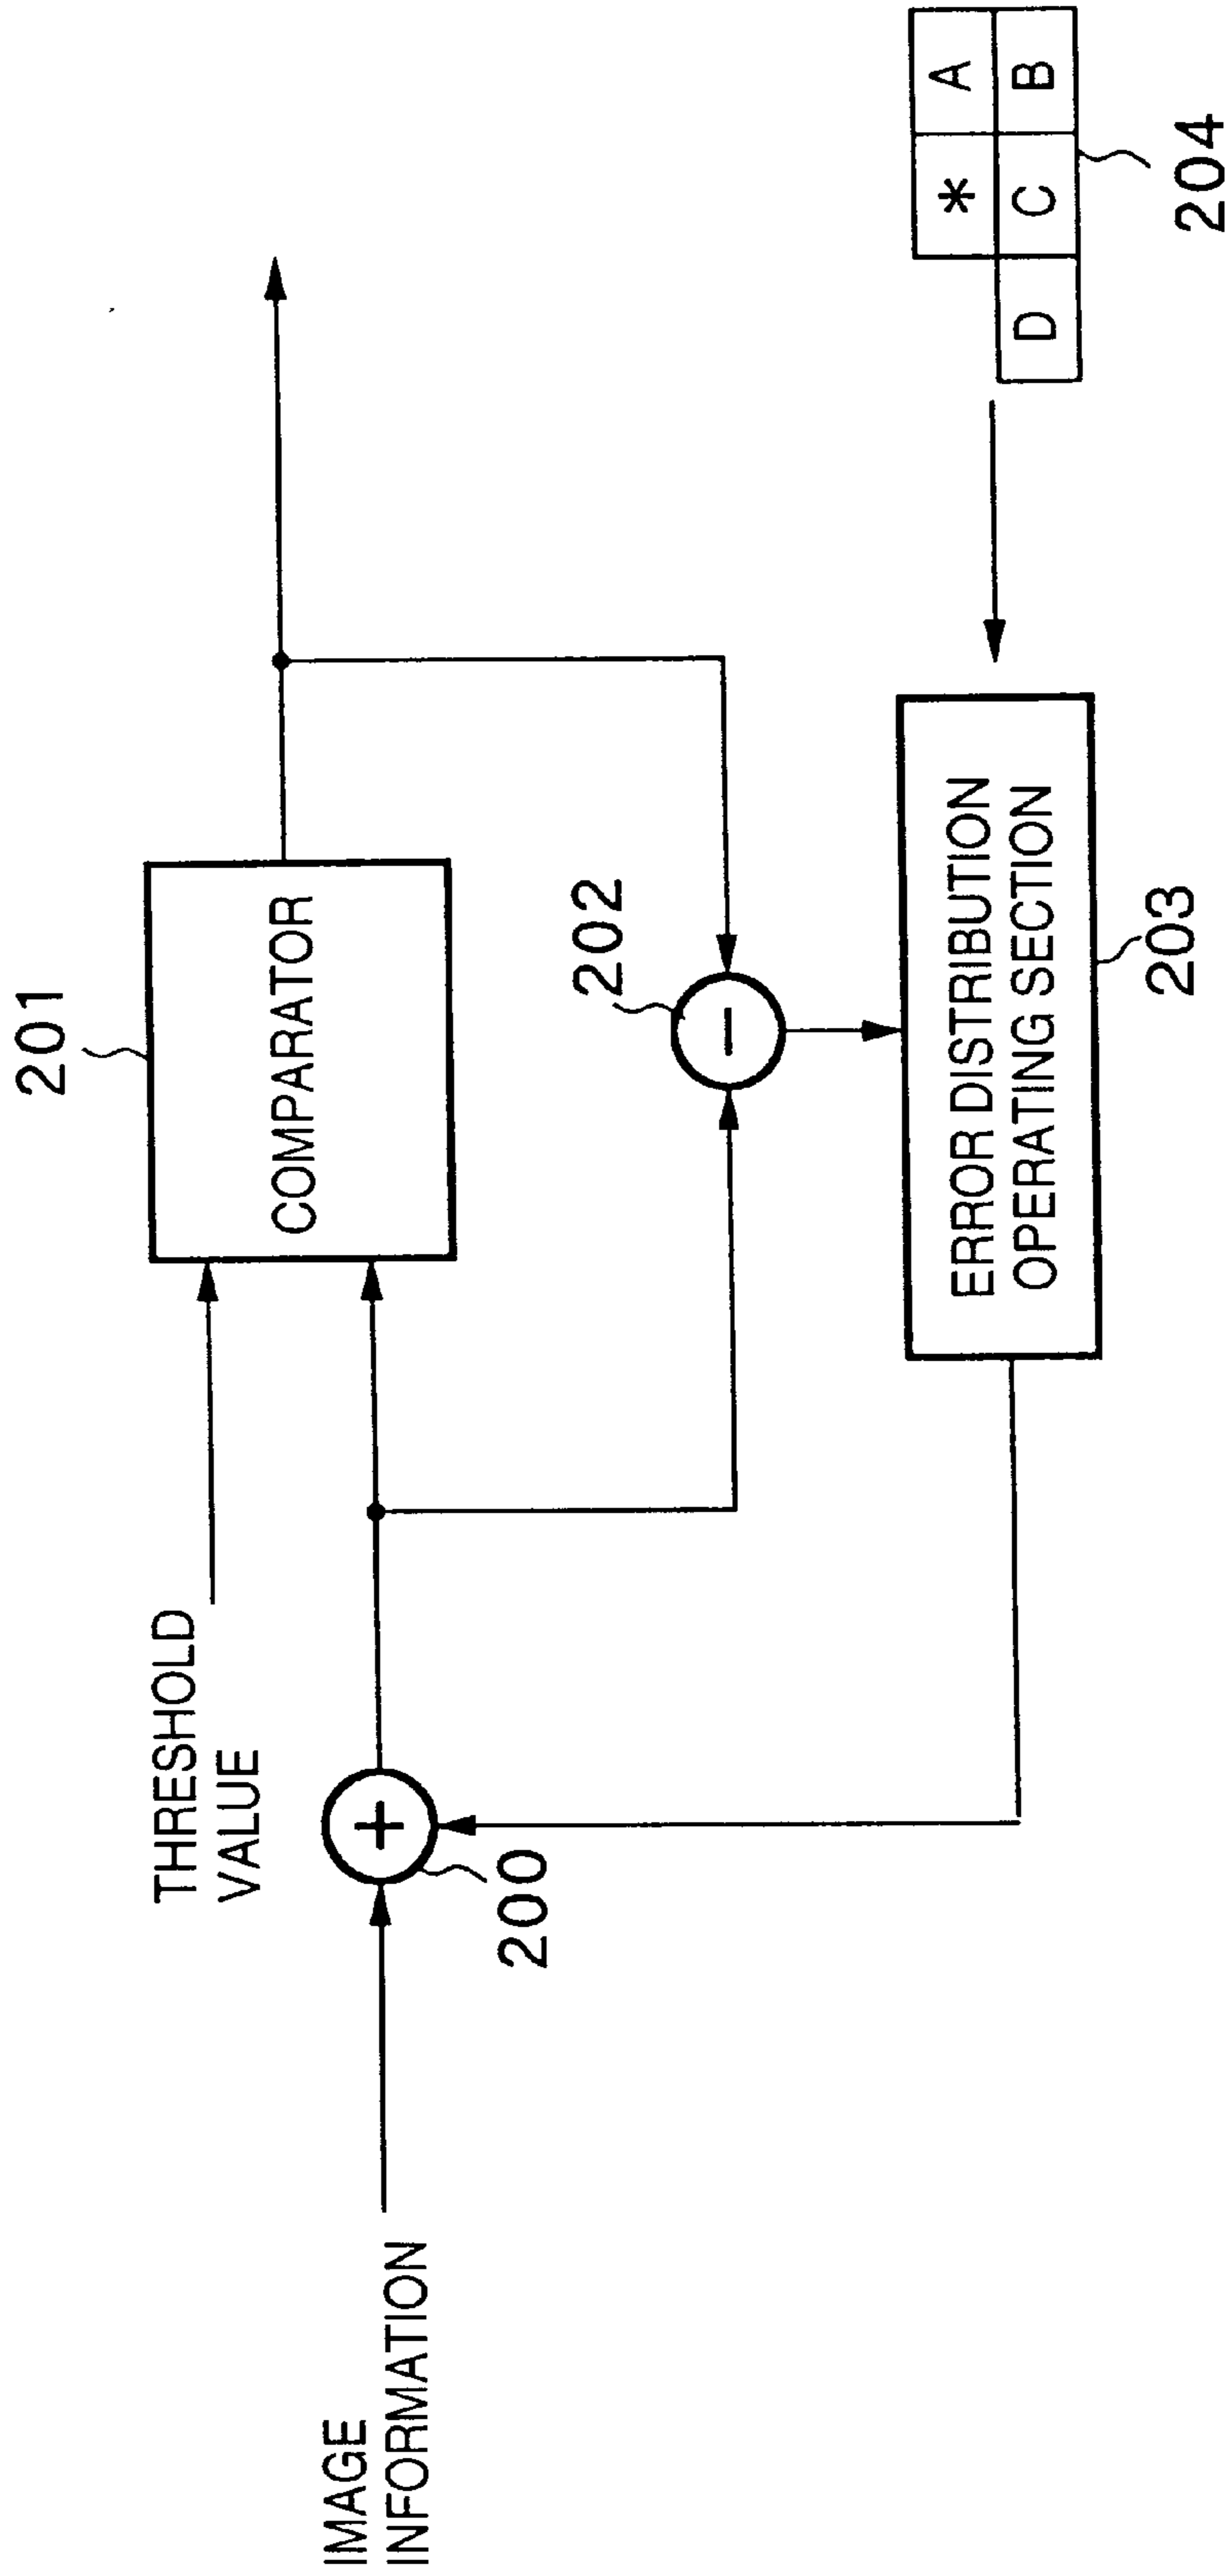 201
THRESHOLD
VALUE
COMPARATOR
IMAGE
INFORMATION
+
200
202
−
ERROR DISTRIBUTION
OPERATING SECTION
203
* A
D C B
204